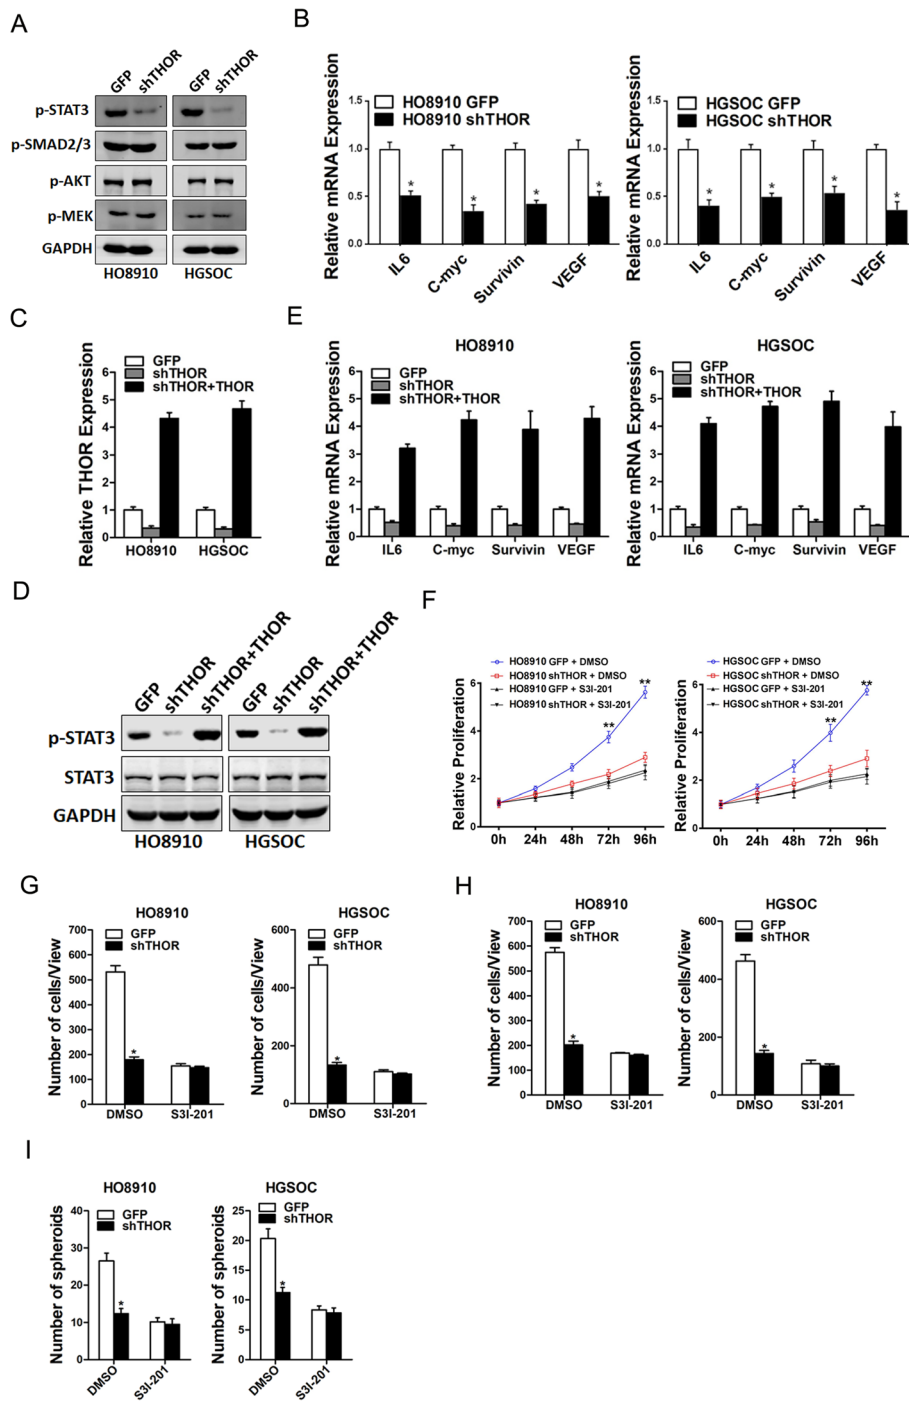 A
GFP
shTHOR
GFP
shTHOR
p-STAT3
p-SMAD2/3
p-AKT
p-MEK
GAPDH
HO8910
HGSOC
B
Relative mRNA Expression
1.5
1.0
0.5
0.0
HO8910 GFP
HO8910 shTHOR
*
*
*
*
IL6
C-myc
Survivin
VEGF
Relative mRNA Expression
1.5
1.0
0.5
0.0
HGSOC GFP
HGSOC shTHOR
*
*
*
*
IL6
C-myc
Survivin
VEGF
C
Relative THOR Expression
6
5
4
3
2
1
0
GFP
shTHOR
shTHOR+THOR
HO8910
HGSOC
E
HO8910
Relative mRNA Expression
6
5
4
3
2
1
0
GFP
shTHOR
shTHOR+THOR
IL6
C-myc
Survivin
VEGF
HGSOC
Relative mRNA Expression
6
5
4
3
2
1
0
GFP
shTHOR
shTHOR+THOR
IL6
C-myc
Survivin
VEGF
D
GFP
shTHOR
shTHOR+THOR
GFP
shTHOR
shTHOR+THOR
p-STAT3
STAT3
GAPDH
HO8910
HGSOC
F
Relative Proliferation
6
4
2
0
HO8910 GFP + DMSO
HO8910 shTHOR + DMSO
HO8910 GFP + S3I-201
HO8910 shTHOR + S3I-201
**
**
0h
24h
48h
72h
96h
Relative Proliferation
6
4
2
0
HGSOC GFP + DMSO
HGSOC shTHOR + DMSO
HGSOC GFP + S3I-201
HGSOC shTHOR + S3I-201
**
**
0h
24h
48h
72h
96h
G
HO8910
Number of cells/View
700
600
500
400
300
200
100
0
GFP
shTHOR
*
DMSO
S3I-201
HGSOC
Number of cells/View
600
400
200
0
GFP
shTHOR
*
DMSO
S3I-201
H
HO8910
Number of cells/View
700
600
500
400
300
200
100
0
GFP
shTHOR
*
DMSO
S3I-201
HGSOC
Number of cells/View
600
400
200
0
GFP
shTHOR
*
DMSO
S3I-201
I
HO8910
Number of spheroids
40
30
20
10
0
GFP
shTHOR
*
DMSO
S3I-201
HGSOC
Number of spheroids
25
20
15
10
5
0
GFP
shTHOR
*
DMSO
S3I-201